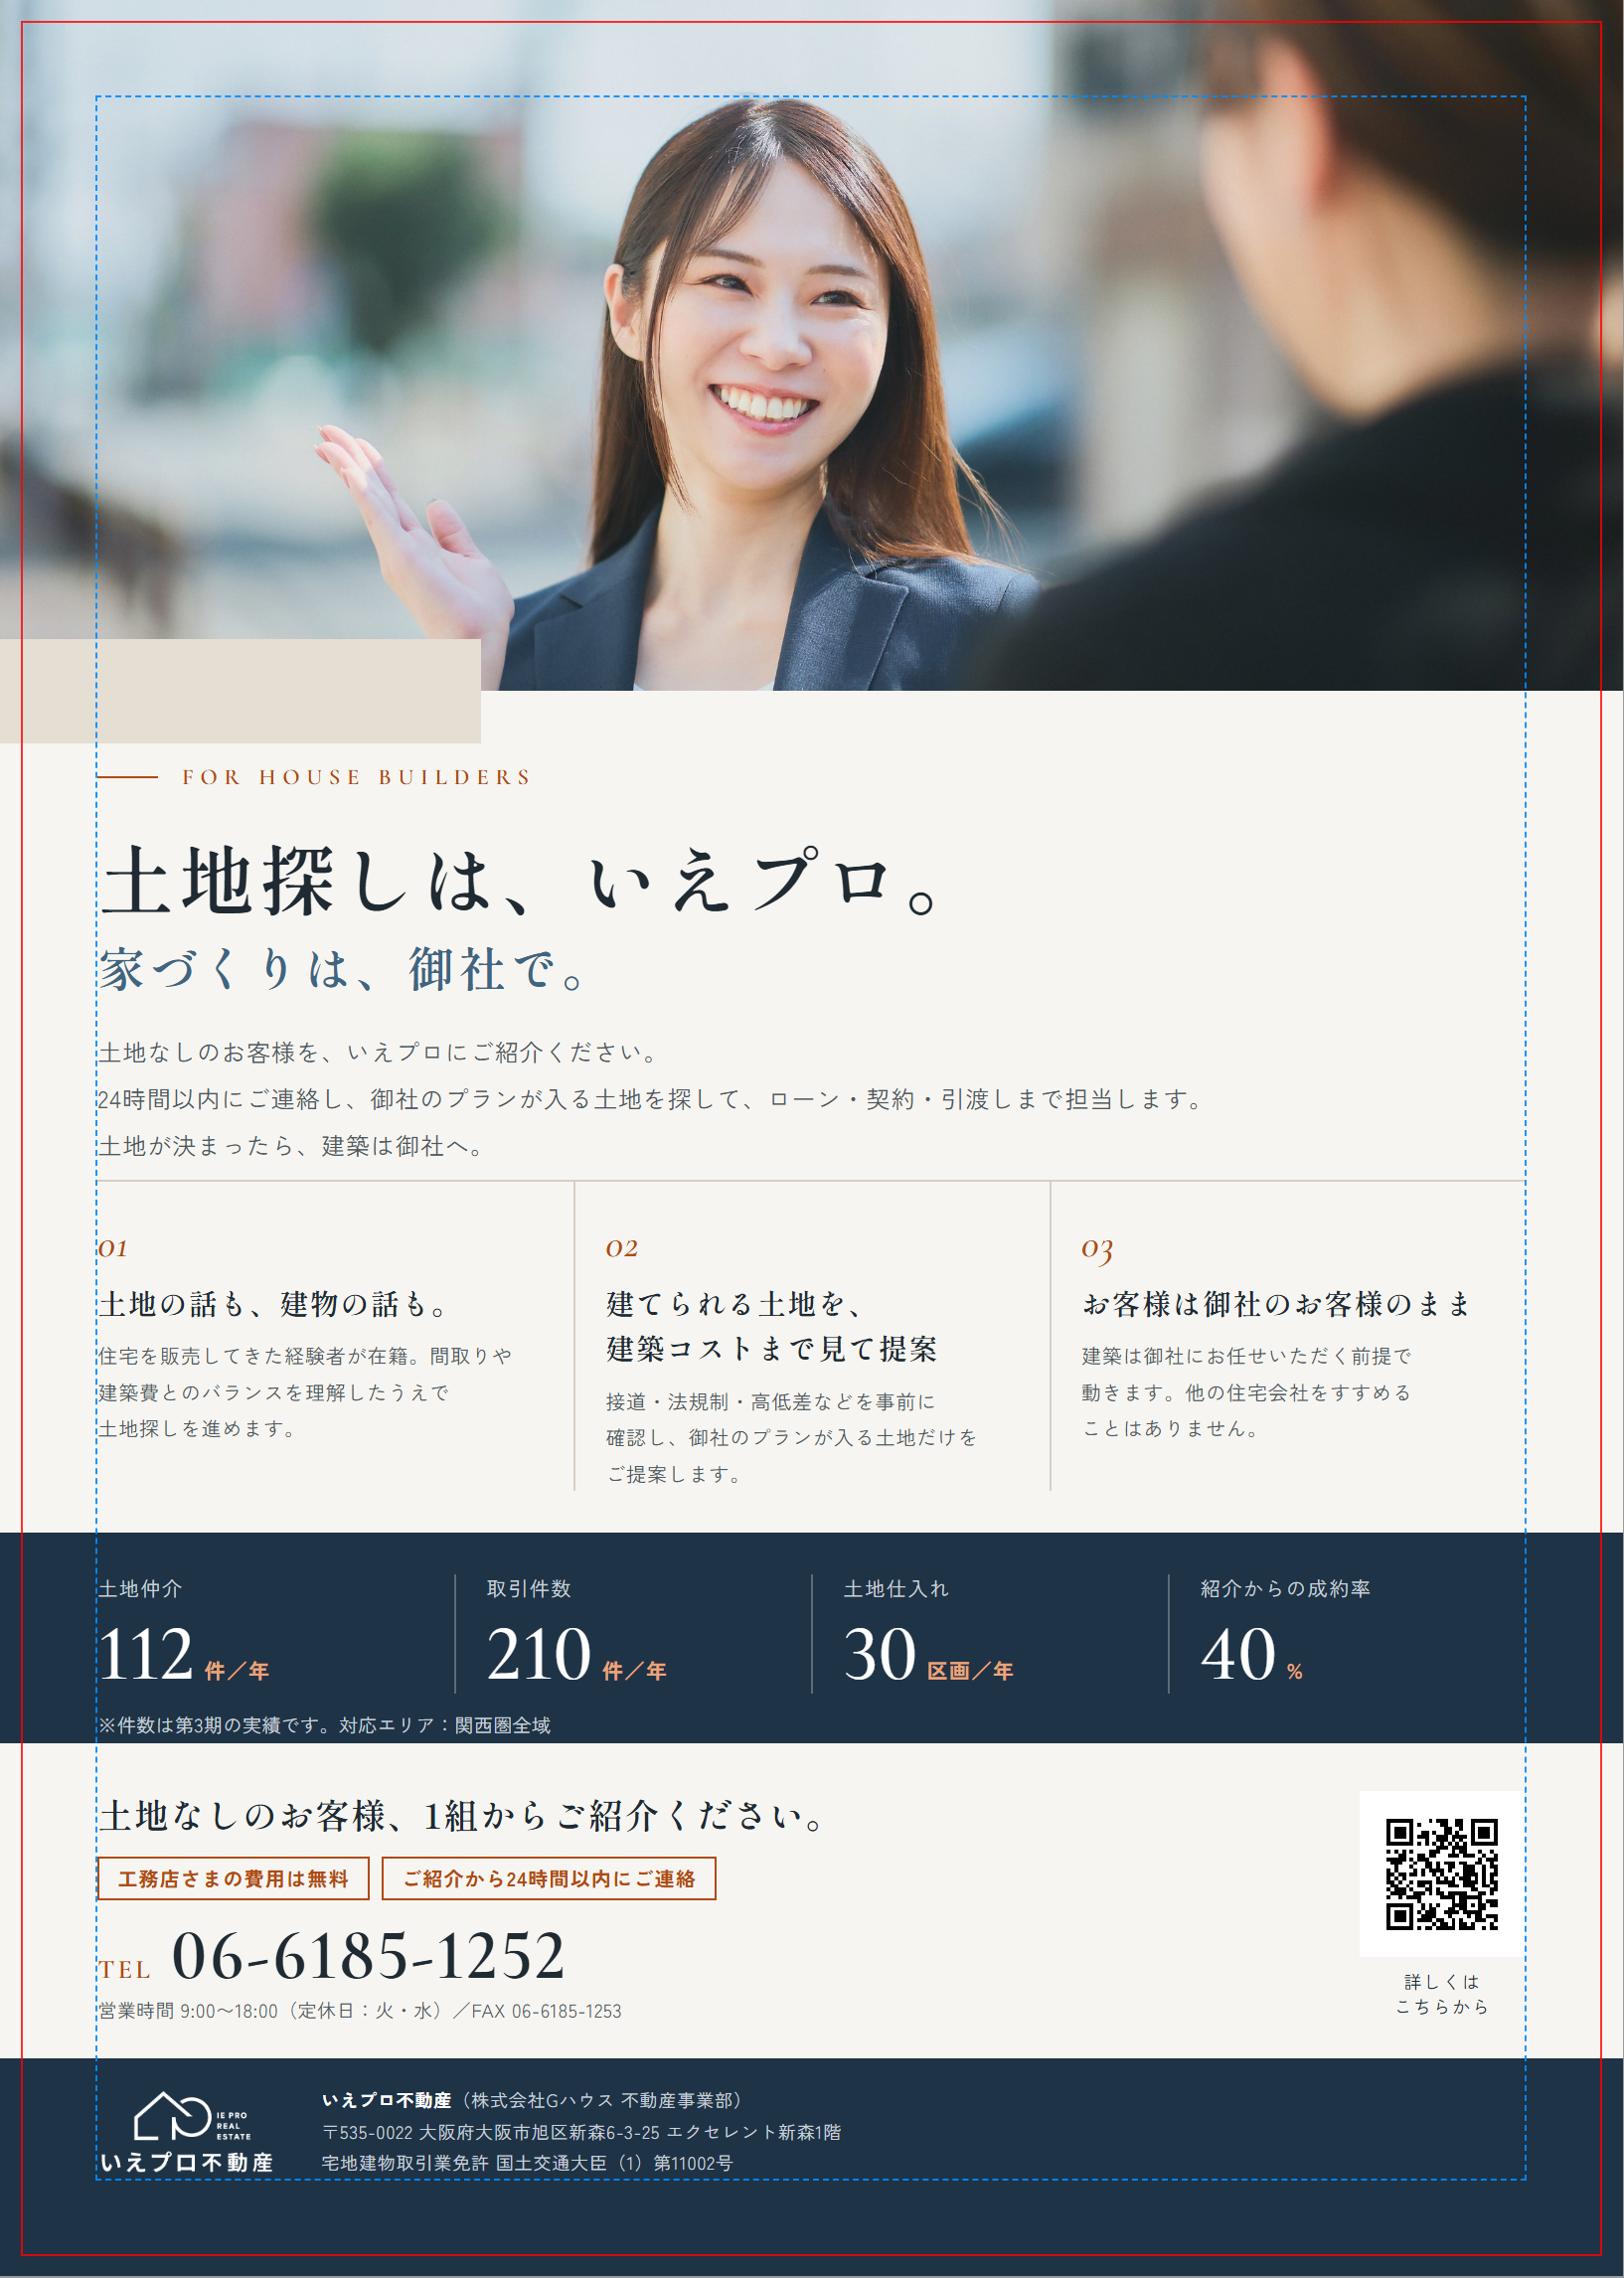 FOR HOUSE BUILDERS
土地探しは、いえプロ。
家づくりは、御社で。
土地なしのお客様を、いえプロにご紹介ください。
24時間以内にご連絡し、御社のプランが入る土地を探して、ローン・契約・引渡しまで担当します。
土地が決まったら、建築は御社へ。
01
土地の話も、建物の話も。
住宅を販売してきた経験者が在籍。間取りや
建築費とのバランスを理解したうえで
土地探しを進めます。
02
建てられる土地を、
建築コストまで見て提案
接道・法規制・高低差などを事前に
確認し、御社のプランが入る土地だけを
ご提案します。
03
お客様は御社のお客様のまま
建築は御社にお任せいただく前提で
動きます。他の住宅会社をすすめる
ことはありません。
土地仲介
112 件／年
取引件数
210 件／年
土地仕入れ
30 区画／年
紹介からの成約率
40 %
※件数は第3期の実績です。対応エリア：関西圏全域
土地なしのお客様、1組からご紹介ください。
工務店さまの費用は無料
ご紹介から24時間以内にご連絡
TEL 06-6185-1252
営業時間 9:00〜18:00（定休日：火・水）／FAX 06-6185-1253
詳しくは
こちらから
IE PRO
REAL
ESTATE
いえプロ不動産
いえプロ不動産（株式会社Gハウス 不動産事業部）
〒535-0022 大阪府大阪市旭区新森6-3-25 エクセレント新森1階
宅地建物取引業免許 国土交通大臣（1）第11002号